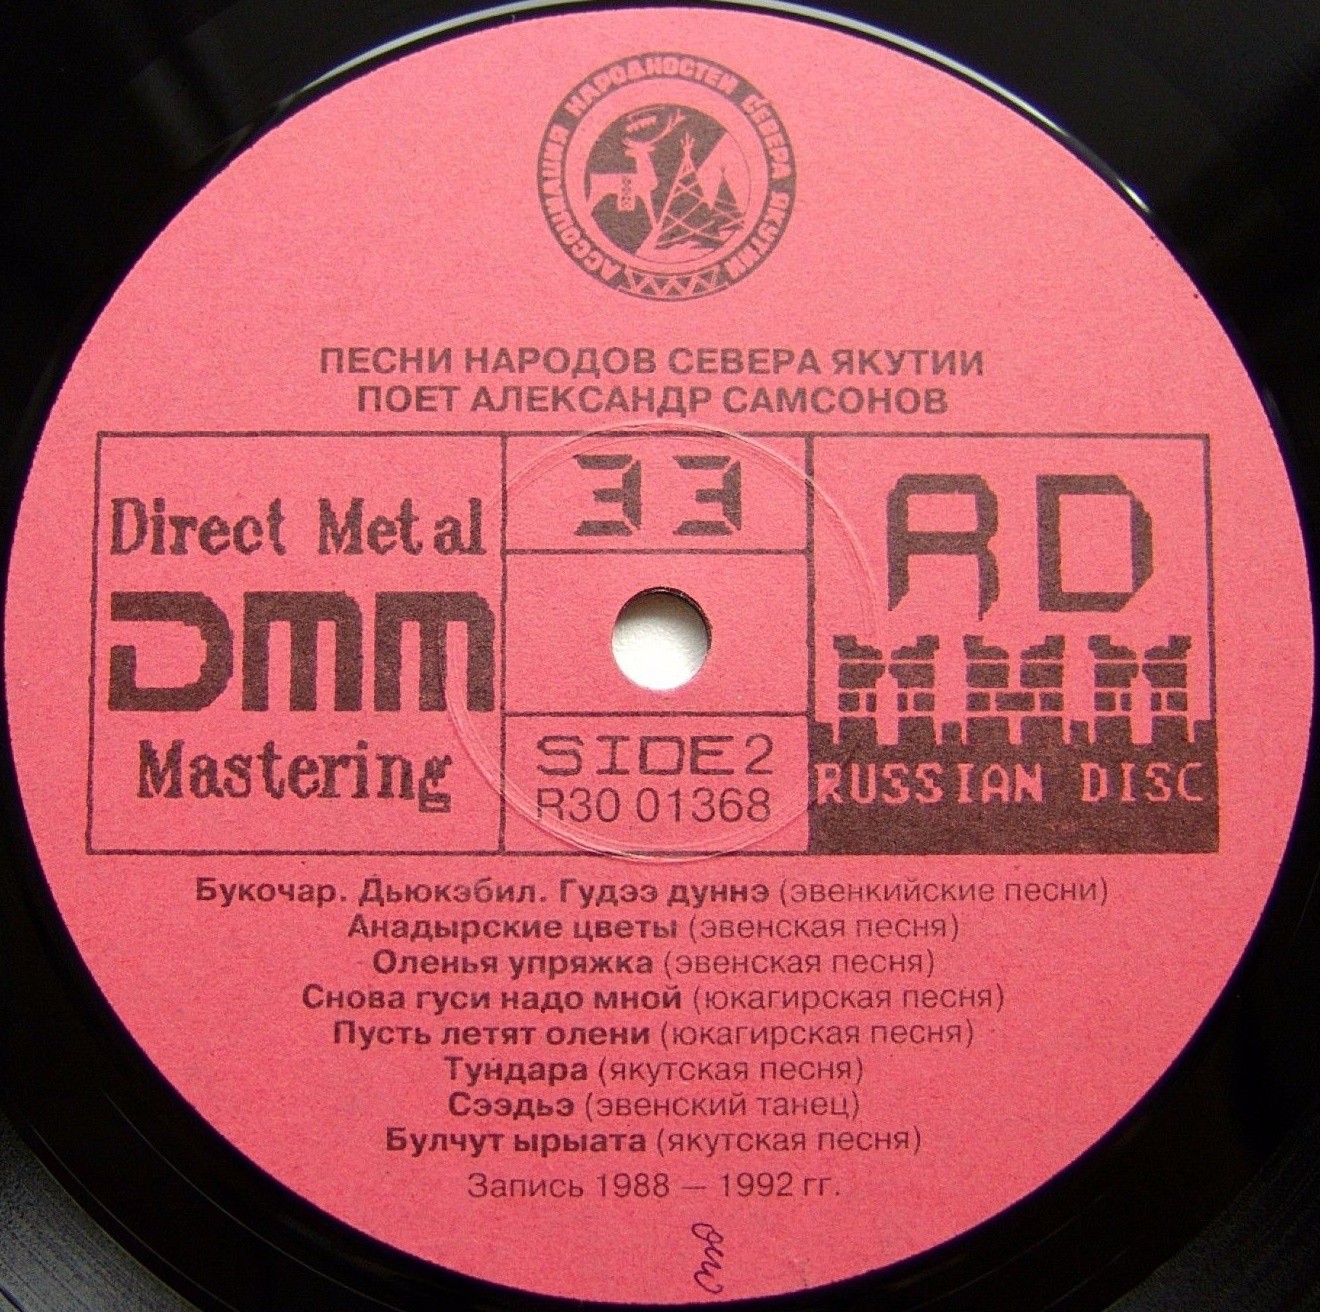 АССОЦИАЦИЯ НАРОДНОСТЕЙ СЕВЕРА ЯКУТИИ
ПЕСНИ НАРОДОВ СЕВЕРА ЯКУТИИ
ПОЕТ АЛЕКСАНДР САМСОНОВ
Direct Metal
DMM
Mastering
33
SIDE 2
R30 01368
RD
RUSSIAN DISC
Букочар. Дьюкэбил. Гудээ дуннэ (эвенкийские песни)
Анадырские цветы (эвенская песня)
Оленья упряжка (эвенская песня)
Снова гуси надо мной (юкагирская песня)
Пусть летят олени (юкагирская песня)
Тундара (якутская песня)
Сээдьэ (эвенский танец)
Булчут ырыата (якутская песня)
Запись 1988 — 1992 гг.